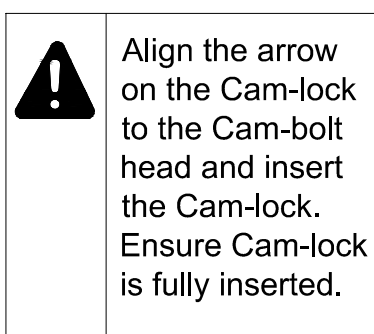 Align the arrow
on the Cam-lock
to the Cam-bolt
head and insert
the Cam-lock.
Ensure Cam-lock
is fully inserted.